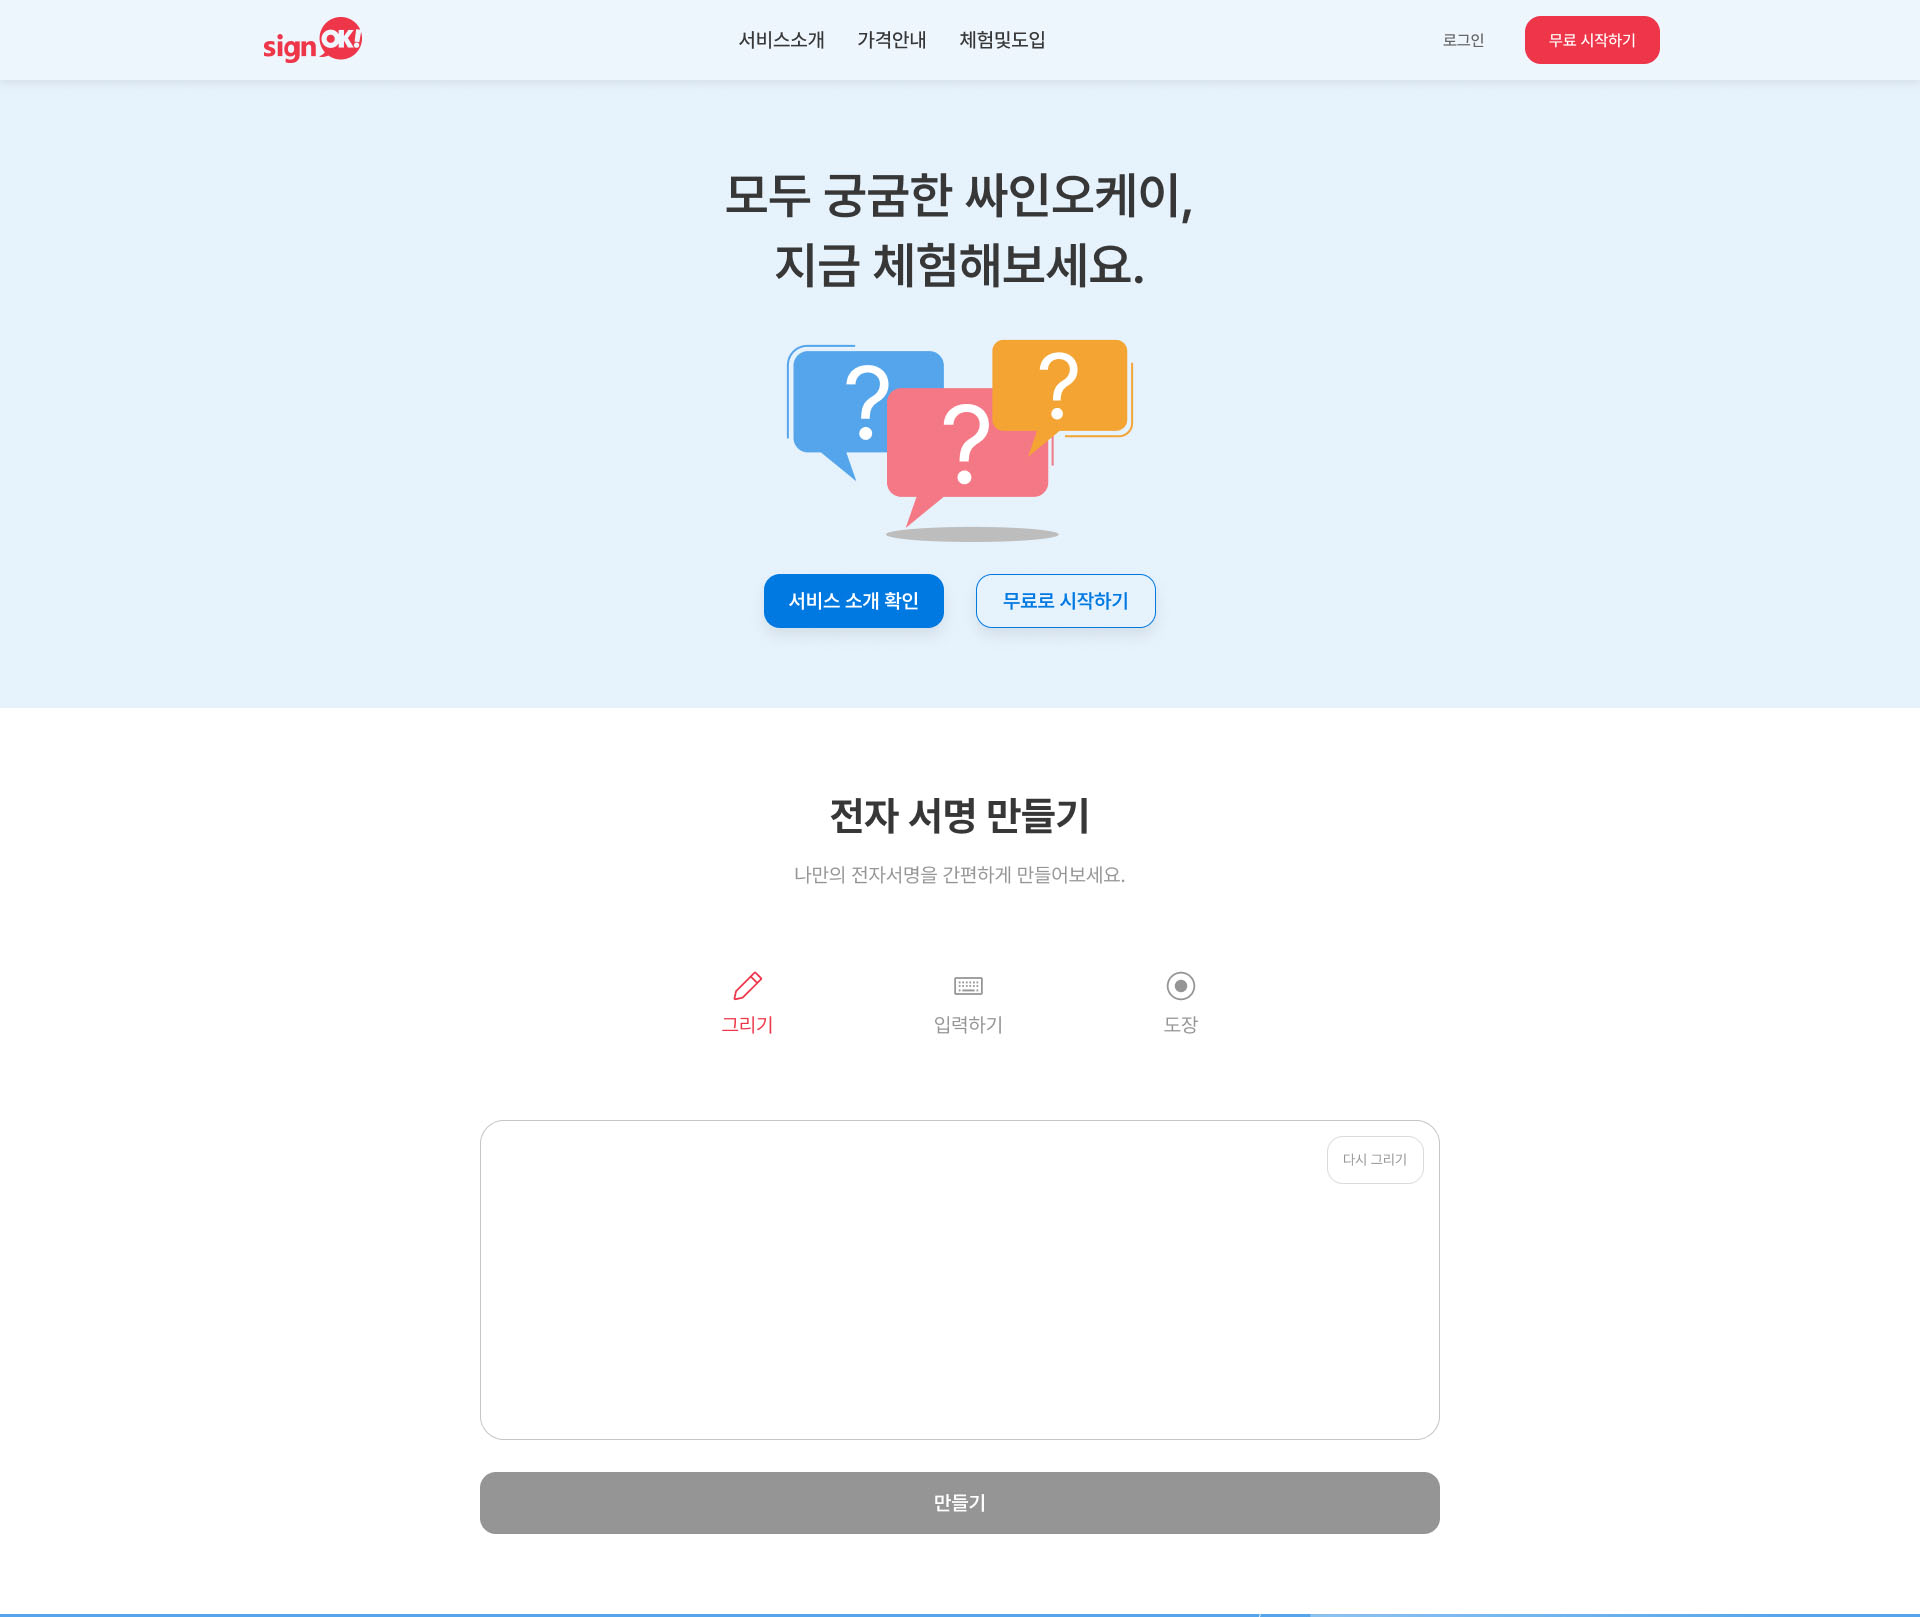 sign OK!
서비스소개
가격안내
체험및도입
로그인
무료 시작하기
모두 궁굼한 싸인오케이,
지금 체험해보세요.
? ? ?
서비스 소개 확인
무료로 시작하기
전자 서명 만들기
나만의 전자서명을 간편하게 만들어보세요.
그리기
입력하기
도장
다시 그리기
만들기